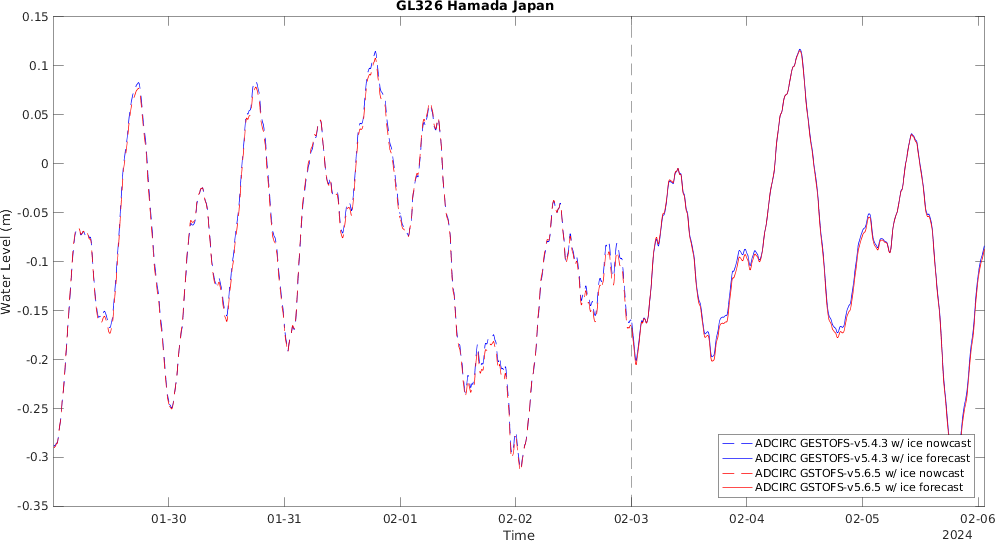 GL326 Hamada Japan
0.15
0.1
0.05
0
-0.05
-0.1
-0.15
-0.2
-0.25
-0.3
-0.35
Water Level (m)
01-30 01-31 02-01 02-02 02-03 02-04 02-05 02-06
Time
2024
ADCIRC GESTOFS-v5.4.3 w/ ice nowcast
ADCIRC GESTOFS-v5.4.3 w/ ice forecast
ADCIRC GSTOFS-v5.6.5 w/ ice nowcast
ADCIRC GSTOFS-v5.6.5 w/ ice forecast